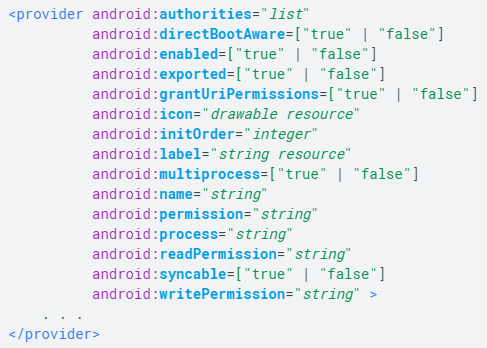 <provider android:authorities="list"
android:directBootAware=["true" | "false"]
android:enabled=["true" | "false"]
android:exported=["true" | "false"]
android:grantUriPermissions=["true" | "false"]
android:icon="drawable resource"
android:initOrder="integer"
android:label="string resource"
android:multiprocess=["true" | "false"]
android:name="string"
android:permission="string"
android:process="string"
android:readPermission="string"
android:syncable=["true" | "false"]
android:writePermission="string" >
. . .
</provider>